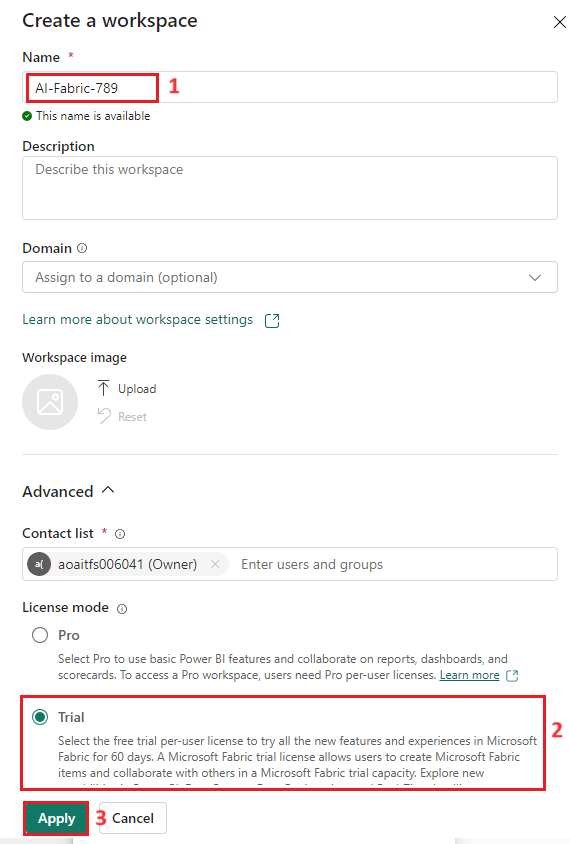 Create a workspace
Name *
AI-Fabric-789
1
This name is available
Description
Describe this workspace
Domain
Assign to a domain (optional)
Learn more about workspace settings
Workspace image
Upload
Reset
Advanced
Contact list *
a( aoaitfs006041 (Owner) Enter users and groups
License mode
Pro
Select Pro to use basic Power BI features and collaborate on reports, dashboards, and
scorecards. To access a Pro workspace, users need Pro per-user licenses. Learn more
Trial
2
Select the free trial per-user license to try all the new features and experiences in Microsoft
Fabric for 60 days. A Microsoft Fabric trial license allows users to create Microsoft Fabric
items and collaborate with others in a Microsoft Fabric trial capacity. Explore new
Apply
3
Cancel